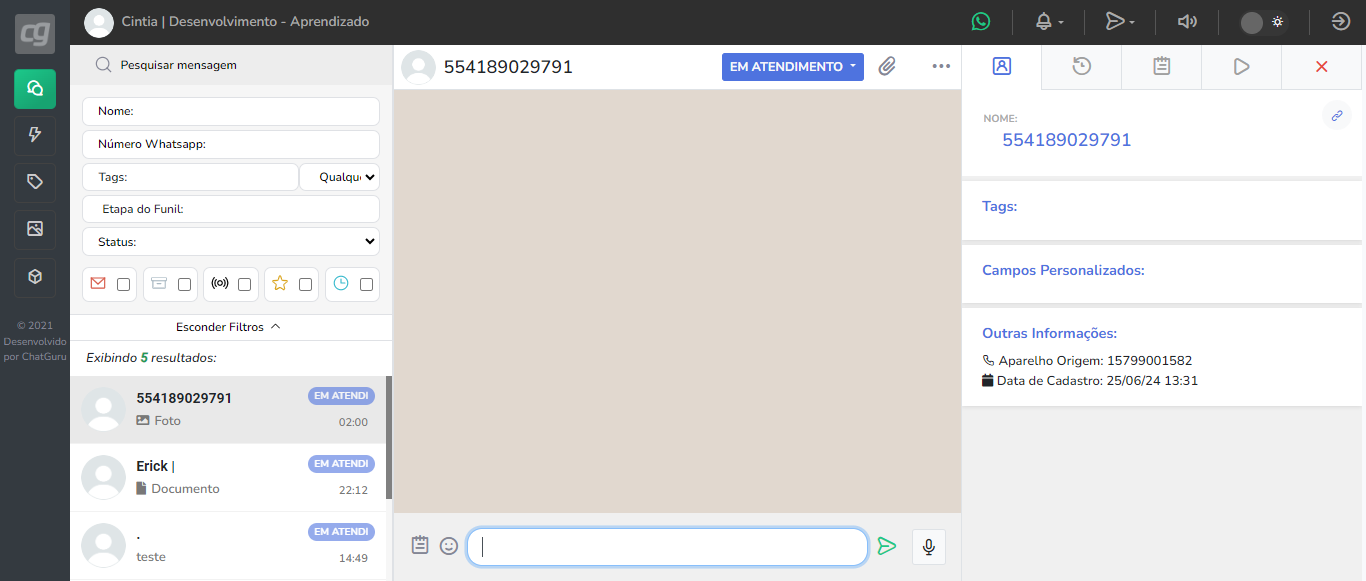 cg
Cintia | Desenvolvimento - Aprendizado
Pesquisar mensagem
Nome:
Número Whatsapp:
Tags:
Qualqu
Etapa do Funil:
Status:
Esconder Filtros
Exibindo 5 resultados:
554189029791
EM ATENDI
Foto
02:00
Erick |
EM ATENDI
Documento
22:12
.
EM ATENDI
teste
14:49
© 2021
Desenvolvido
por ChatGuru
554189029791
EM ATENDIMENTO
NOME:
554189029791
Tags:
Campos Personalizados:
Outras Informações:
Aparelho Origem: 15799001582
Data de Cadastro: 25/06/24 13:31